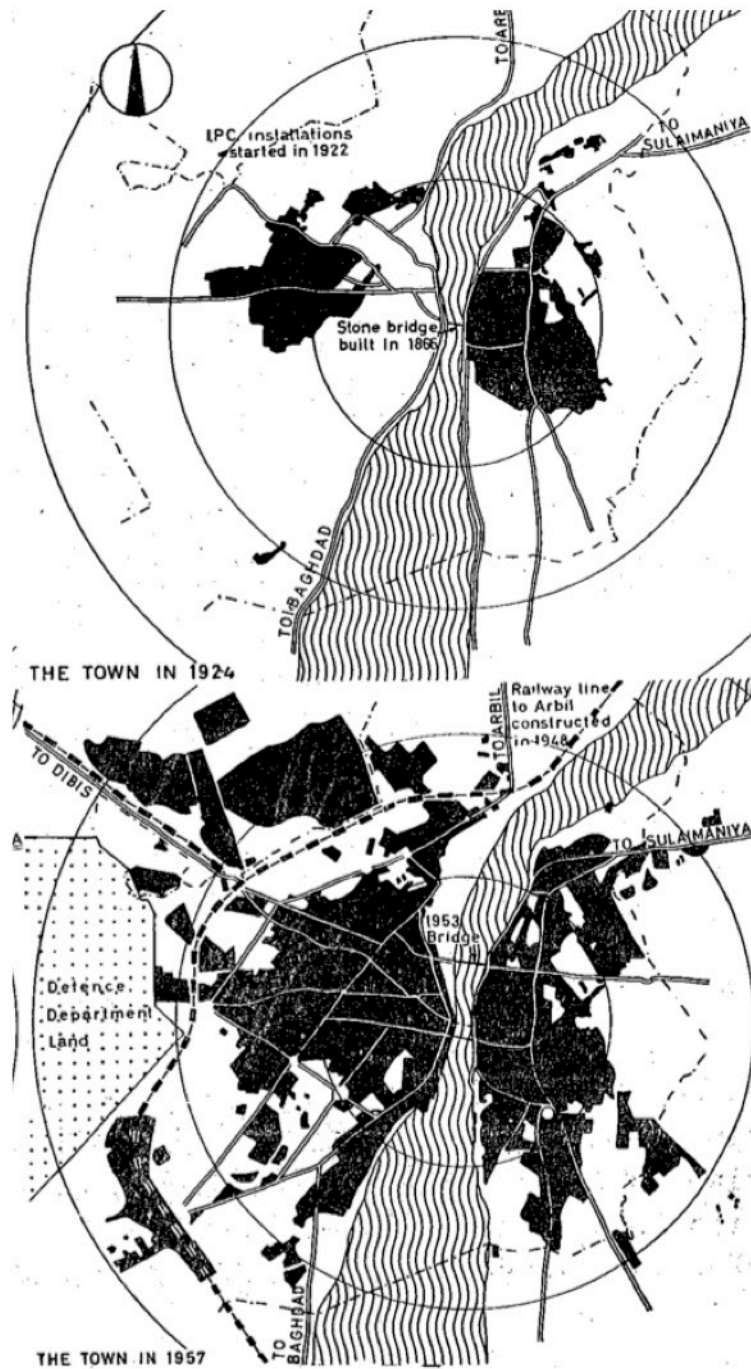 TO ARB
I.PC. installations
started in 1922
TO
SULAIMANIYA
Stone bridge
built in 1866
TO BAGHDAD
THE TOWN IN 1924
Railway line
to Arbil
constructed
in 1948
TO ARBIL
TO DIBIS
A
TO SULAIMANIYA
1953
Bridge
Defence
Department
Land
TO
BAGHDAD
THE TOWN IN 1957